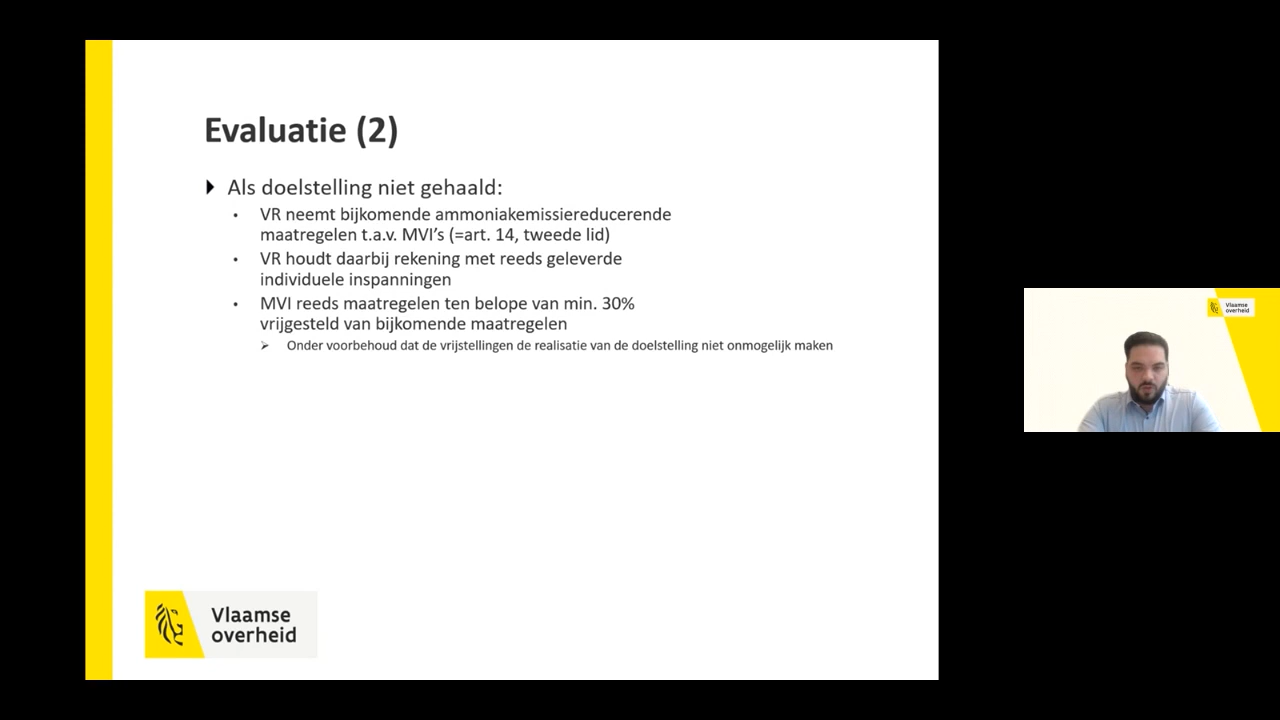 Evaluatie (2)
Als doelstelling niet gehaald:
• VR neemt bijkomende ammoniakemissiereducerende
maatregelen t.a.v. MVI's (=art. 14, tweede lid)
• VR houdt daarbij rekening met reeds geleverde
individuele inspanningen
• MVI reeds maatregelen ten belope van min. 30%
vrijgesteld van bijkomende maatregelen
Onder voorbehoud dat de vrijstellingen de realisatie van de doelstelling niet onmogelijk maken
Vlaamse
overheid
Vlaamse
overheid